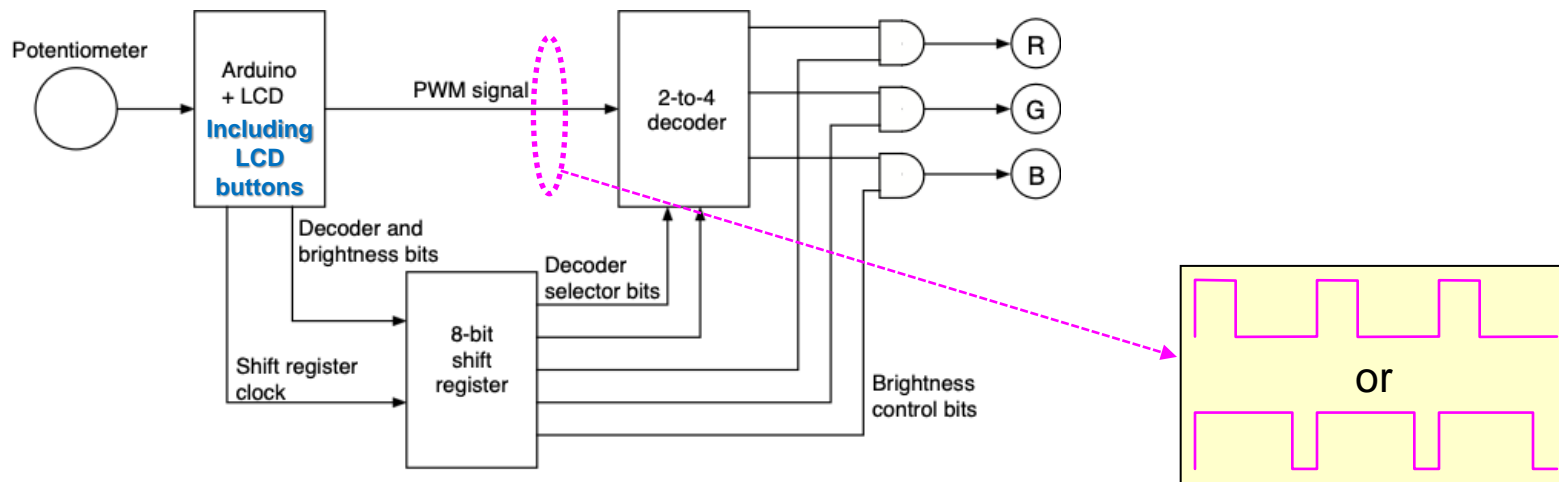 Potentiometer
Arduino
+ LCD
Including
LCD
buttons
PWM signal
2-to-4
decoder
R
G
B
Decoder and
brightness bits
Decoder
selector bits
8-bit
shift
register
Shift register
clock
Brightness
control bits
or